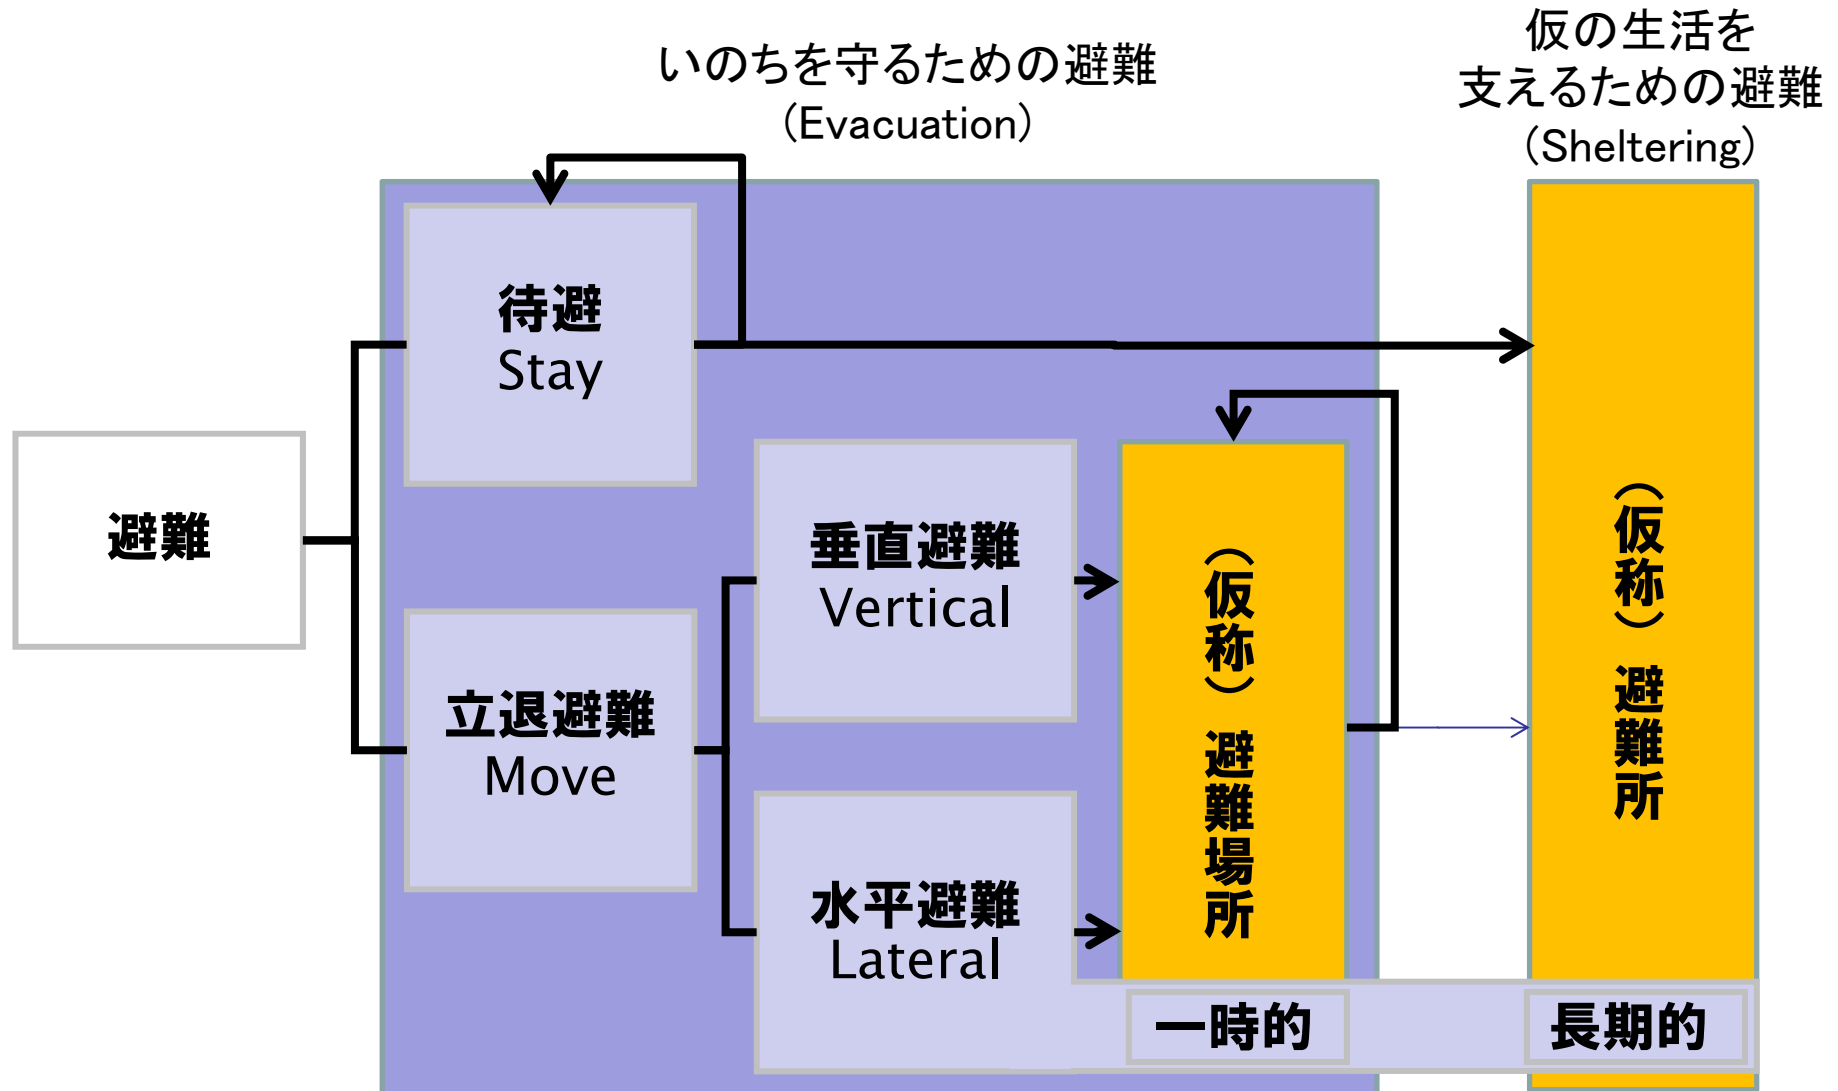 いのちを守るための避難
(Evacuation)
仮の生活を
支えるための避難
(Sheltering)
待避
Stay
避難
立退避難
Move
垂直避難
Vertical
水平避難
Lateral
（仮称）避難場所
（仮称）避難所
一時的
長期的